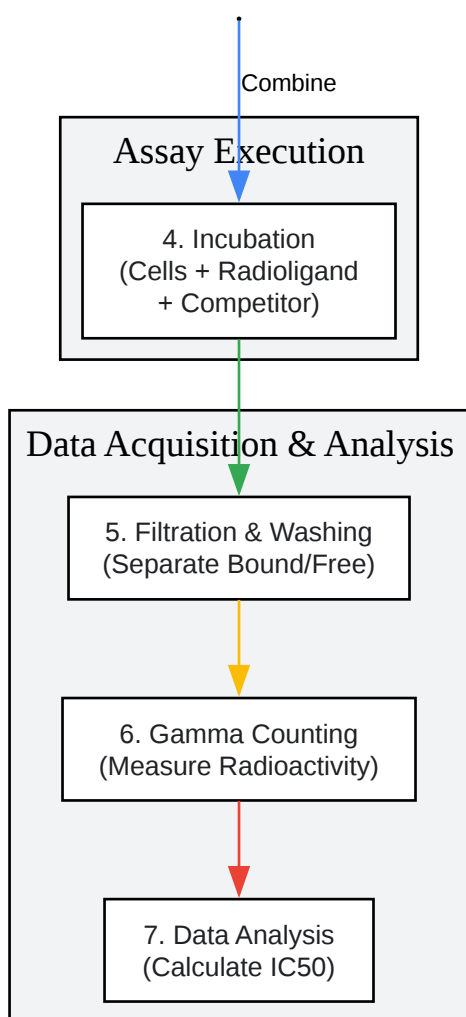 Combine
Assay Execution
4. Incubation
(Cells + Radioligand
+ Competitor)
Data Acquisition & Analysis
5. Filtration & Washing
(Separate Bound/Free)
6. Gamma Counting
(Measure Radioactivity)
7. Data Analysis
(Calculate IC50)